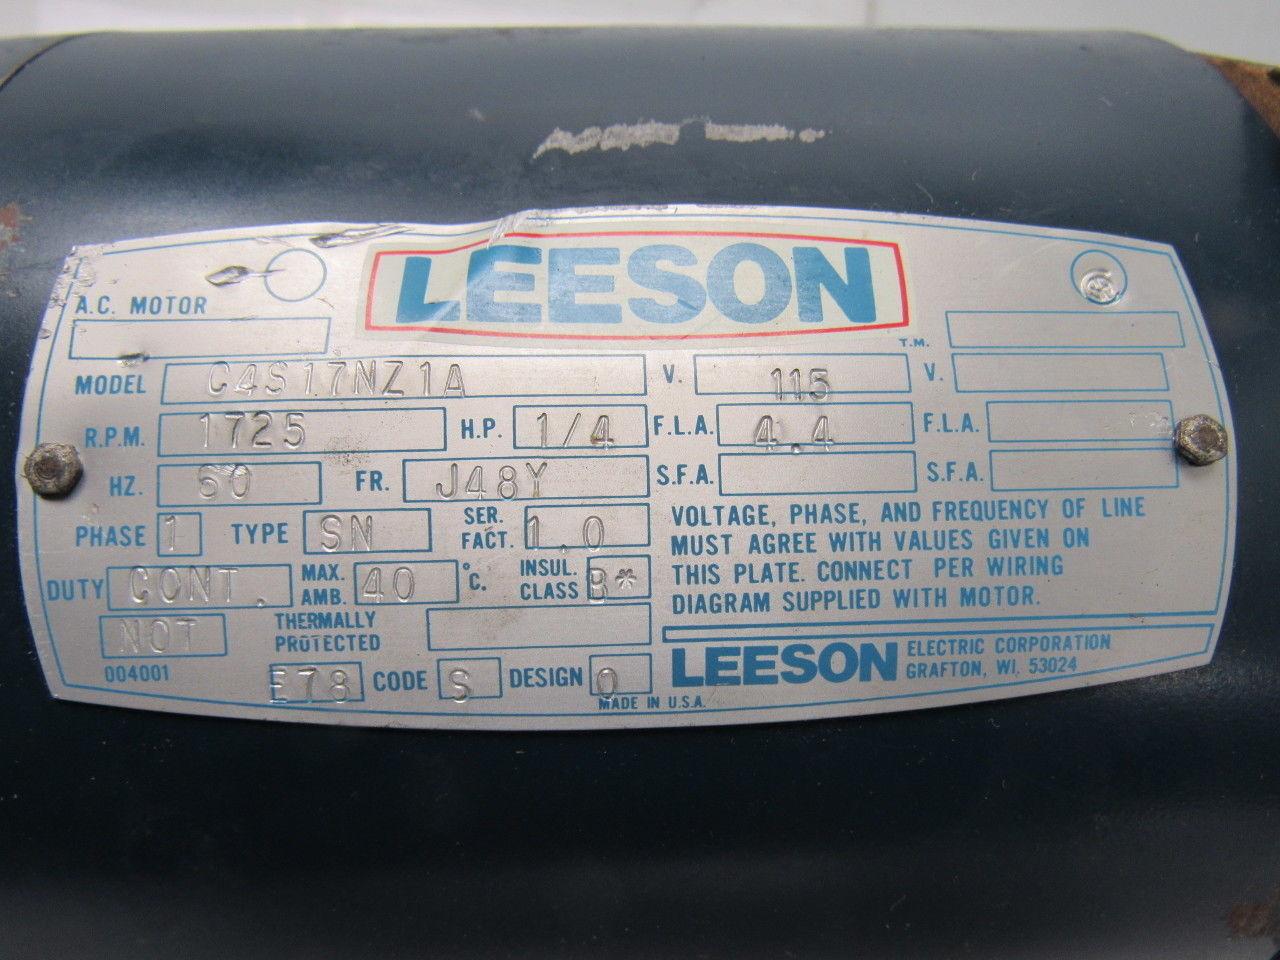 LEESON
T.M.
A.C. MOTOR
MODEL C4S17NZ1A V. 115 V.
R.P.M. 1725 H.P. 1/4 F.L.A. 4.4 F.L.A.
HZ. 60 FR. J48Y S.F.A. S.F.A.
PHASE 1 TYPE SN SER. FACT. 1.0
DUTY CONT. MAX. AMB. 40 °C. INSUL. CLASS B*
NOT THERMALLY PROTECTED
004001 E78 CODE S DESIGN O
MADE IN U.S.A.
VOLTAGE, PHASE, AND FREQUENCY OF LINE
MUST AGREE WITH VALUES GIVEN ON
THIS PLATE. CONNECT PER WIRING
DIAGRAM SUPPLIED WITH MOTOR.
LEESON ELECTRIC CORPORATION
GRAFTON, WI. 53024